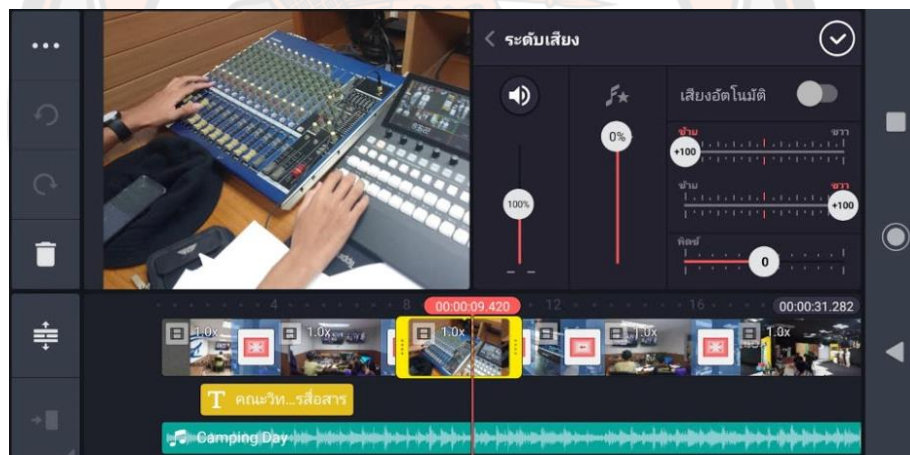 ระดับเสียง
เสียงอัตโนมัติ
0%
100%
ซ้าย ขวา
+100
ซ้าย ขวา
+100
พิตช์
0
4 8 00:00:09.420 12 16 00:00:31.282
1.0x 1.0x 1.0x 1.0x 1.0x
T คณะวิท...รสื่อสาร
Camping Day